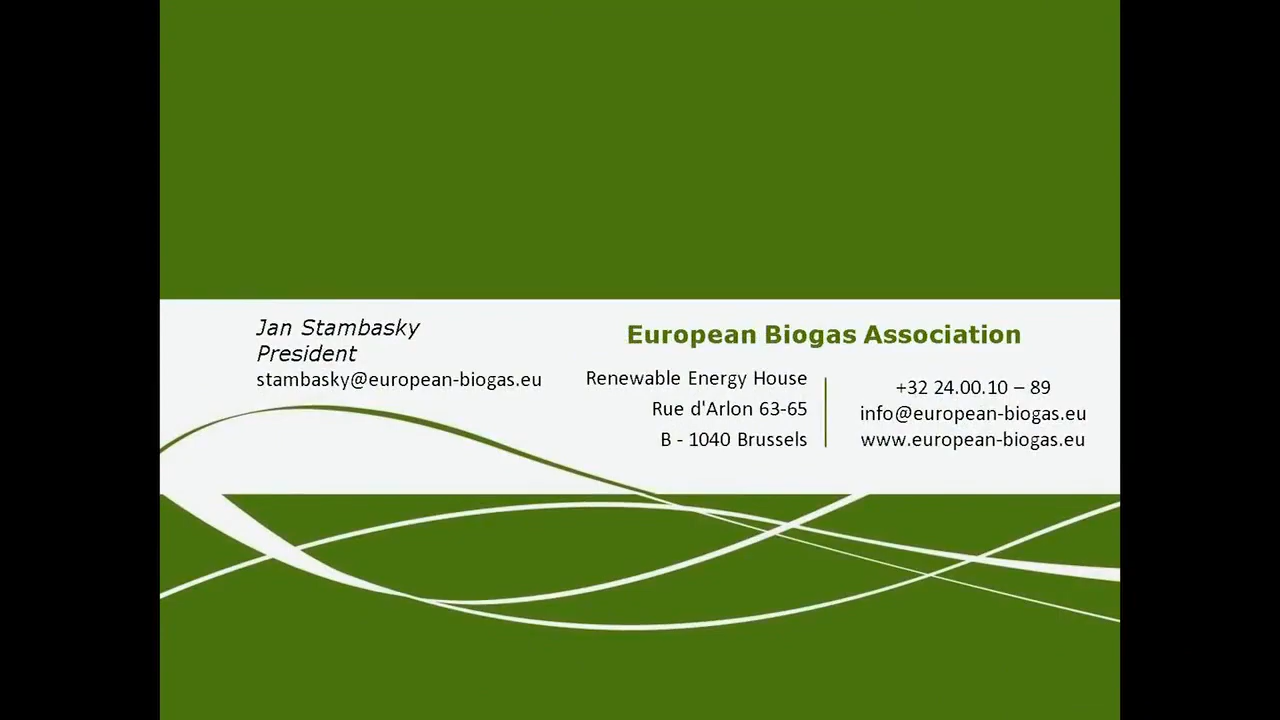 Jan Stambasky
President
stambasky@european-biogas.eu
European Biogas Association
Renewable Energy House
Rue d'Arlon 63-65
B - 1040 Brussels
+32 24.00.10 – 89
info@european-biogas.eu
www.european-biogas.eu